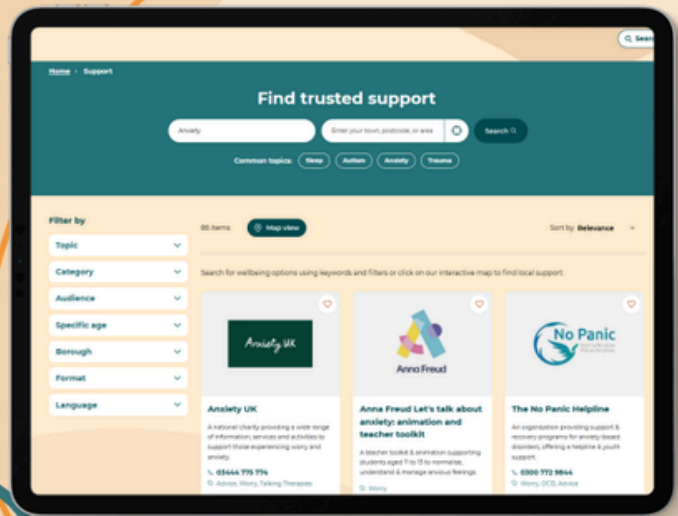 Search
Home › Support
Find trusted support
Anxiety
Enter your town, postcode, or area
Search
Common topics: Sleep Autism Anxiety Trauma
Filter by
86 items
Map view
Sort by Relevance
Topic
Category
Audience
Specific age
Borough
Format
Language
Search for wellbeing options using keywords and filters or click on our interactive map to find local support.
Anxiety UK
Anxiety UK
A national charity providing a wide range
of information, services and activities to
support those experiencing worry and
anxiety.
03444 775 774
Advice, Worry, Talking Therapies
Anna Freud
Anna Freud Let's talk about
anxiety: animation and
teacher toolkit
A teacher toolkit & animation supporting
students aged 11 to 13 to normalise,
understand & manage anxious feelings
Worry
No Panic
The No Panic Helpline
An organisation providing support &
recovery programs for anxiety-based
disorders, offering a helpline & youth
support.
0300 772 9844
Worry, OCD, Advice